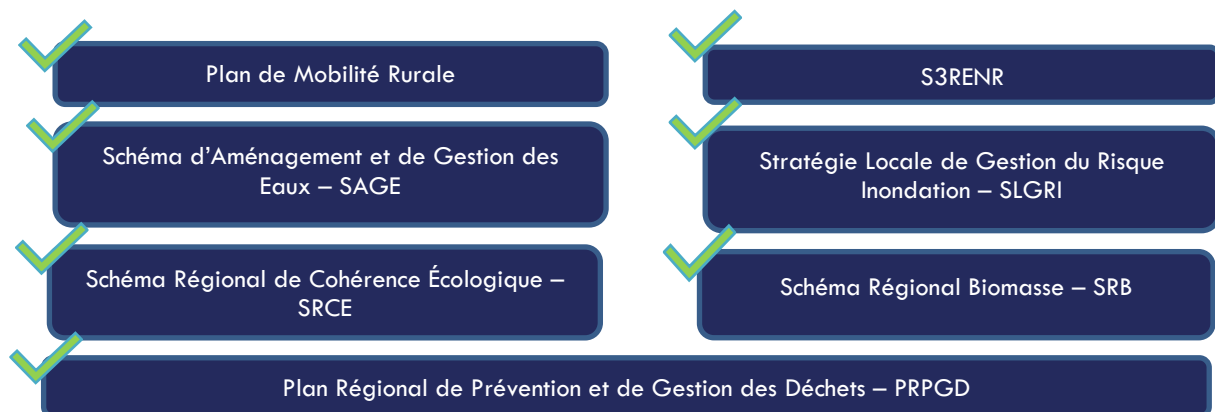 Plan de Mobilité Rurale
S3RENR
Schéma d’Aménagement et de Gestion des
Eaux – SAGE
Stratégie Locale de Gestion du Risque
Inondation – SLGRI
Schéma Régional de Cohérence Écologique –
SRCE
Schéma Régional Biomasse – SRB
Plan Régional de Prévention et de Gestion des Déchets – PRPGD